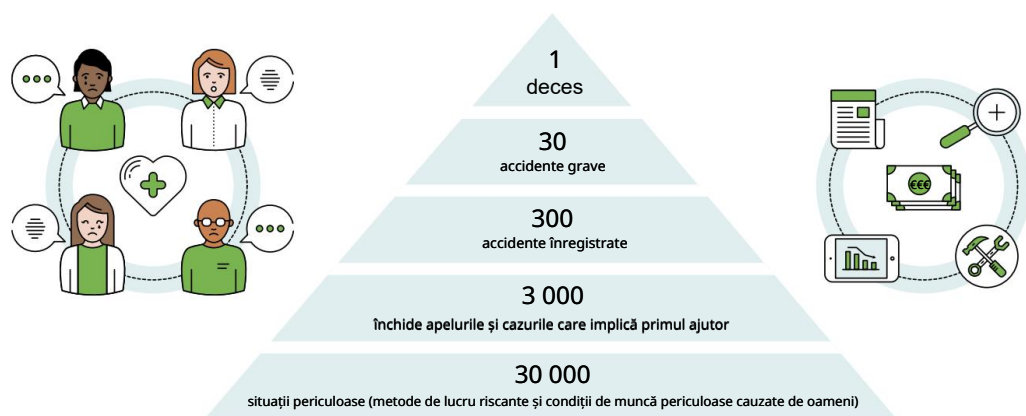 1
deces
30
accidente grave
300
accidente înregistrate
3 000
închide apelurile și cazurile care implică primul ajutor
30 000
situații periculoase (metode de lucru riscante și condiții de muncă periculoase cauzate de oameni)
€€€